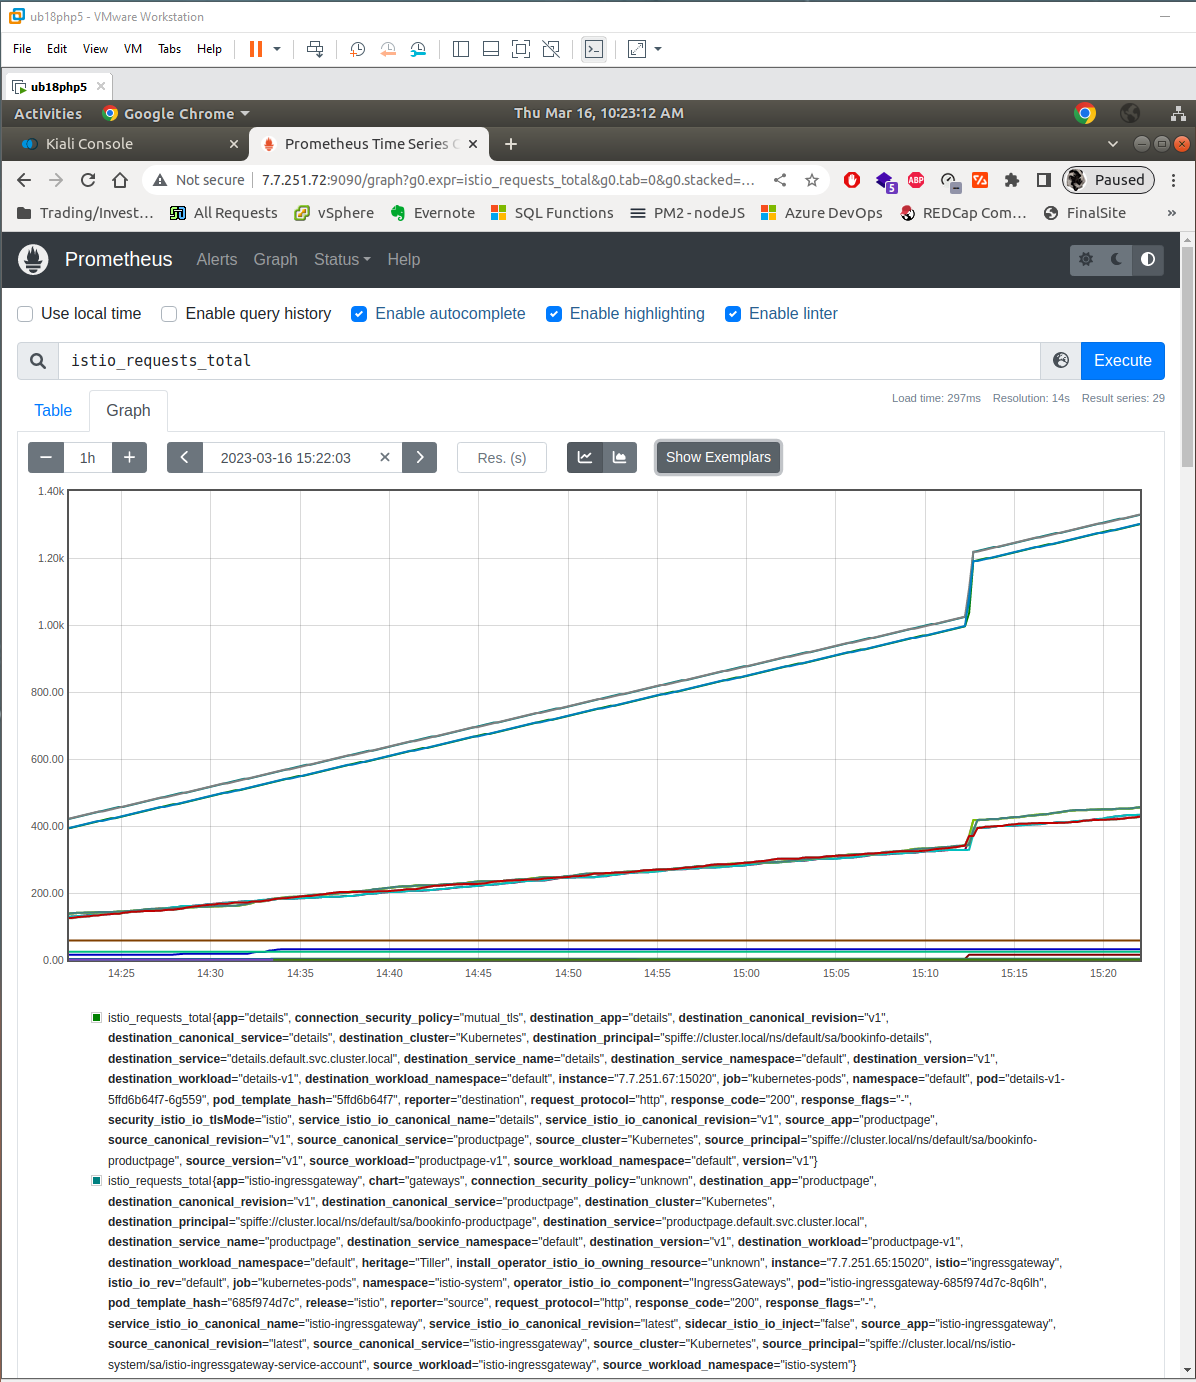 ub18php5 - VMware Workstation
File Edit View VM Tabs Help
ub18php5
Activities Google Chrome Thu Mar 16, 10:23:12 AM
Kiali Console Prometheus Time Series C
Not secure 7.7.251.72:9090/graph?g0.expr=istio_requests_total&g0.tab=0&g0.stacked=... ABP 5 Paused
Trading/Invest... All Requests vSphere Evernote SQL Functions PM2 - nodeJS Azure DevOps REDCap Com... FinalSite »
Prometheus Alerts Graph Status Help
Use local time Enable query history Enable autocomplete Enable highlighting Enable linter
istio_requests_total Execute
Load time: 297ms Resolution: 14s Result series: 29
Table Graph
1h 2023-03-16 15:22:03 Res. (s) Show Exemplars
1.40k
1.20k
1.00k
800.00
600.00
400.00
200.00
0.00
14:25 14:30 14:35 14:40 14:45 14:50 14:55 15:00 15:05 15:10 15:15 15:20
istio_requests_total{app="details", connection_security_policy="mutual_tls", destination_app="details", destination_canonical_revision="v1",
destination_canonical_service="details", destination_cluster="Kubernetes", destination_principal="spiffe://cluster.local/ns/default/sa/bookinfo-details",
destination_service="details.default.svc.cluster.local", destination_service_name="details", destination_service_namespace="default", destination_version="v1",
destination_workload="details-v1", destination_workload_namespace="default", instance="7.7.251.67:15020", job="kubernetes-pods", namespace="default", pod="details-v1-
5ffd6b64f7-6g559", pod_template_hash="5ffd6b64f7", reporter="destination", request_protocol="http", response_code="200", response_flags="-",
security_istio_io_tlsMode="istio", service_istio_io_canonical_name="details", service_istio_io_canonical_revision="v1", source_app="productpage",
source_canonical_revision="v1", source_canonical_service="productpage", source_cluster="Kubernetes", source_principal="spiffe://cluster.local/ns/default/sa/bookinfo-
productpage", source_version="v1", source_workload="productpage-v1", source_workload_namespace="default", version="v1"}
istio_requests_total{app="istio-ingressgateway", chart="gateways", connection_security_policy="unknown", destination_app="productpage",
destination_canonical_revision="v1", destination_canonical_service="productpage", destination_cluster="Kubernetes",
destination_principal="spiffe://cluster.local/ns/default/sa/bookinfo-productpage", destination_service="productpage.default.svc.cluster.local",
destination_service_name="productpage", destination_service_namespace="default", destination_version="v1", destination_workload="productpage-v1",
destination_workload_namespace="default", heritage="Tiller", install_operator_istio_io_owning_resource="unknown", instance="7.7.251.65:15020", istio="ingressgateway",
istio_io_rev="default", job="kubernetes-pods", namespace="istio-system", operator_istio_io_component="IngressGateways", pod="istio-ingressgateway-685f974d7c-8q6lh",
pod_template_hash="685f974d7c", release="istio", reporter="source", request_protocol="http", response_code="200", response_flags="-",
service_istio_io_canonical_name="istio-ingressgateway", service_istio_io_canonical_revision="latest", sidecar_istio_io_inject="false", source_app="istio-ingressgateway",
source_canonical_revision="latest", source_canonical_service="istio-ingressgateway", source_cluster="Kubernetes", source_principal="spiffe://cluster.local/ns/istio-
system/sa/istio-ingressgateway-service-account", source_workload="istio-ingressgateway", source_workload_namespace="istio-system"}